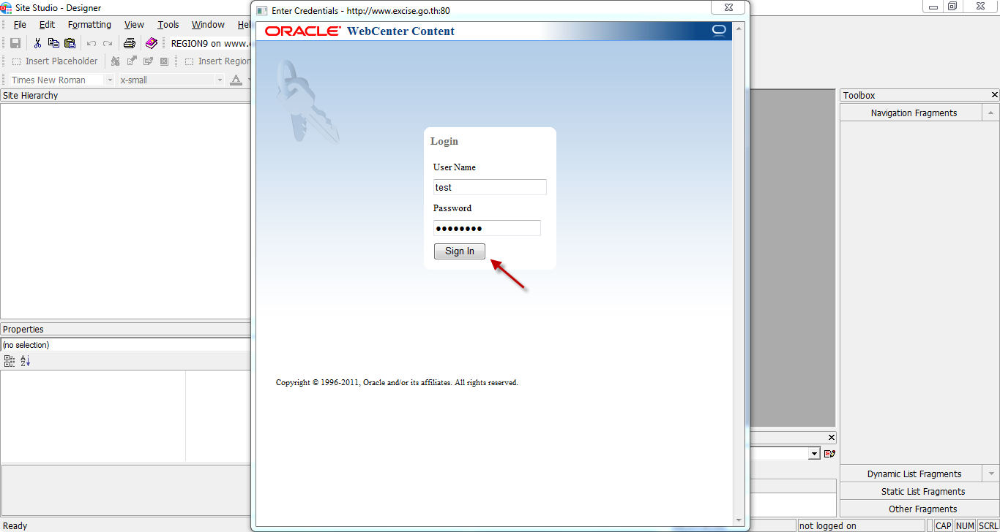 Site Studio - Designer
File Edit Formatting View Tools Window
REGION9 on www.
Insert Placeholder Insert Region
Times New Roman x-small
Site Hierarchy
Properties
(no selection)
Ready
Enter Credentials - http://www.excise.go.th:80
ORACLE WebCenter Content
Login
User Name
test
Password
••••••••
Sign In
Copyright © 1996-2011, Oracle and/or its affiliates. All rights reserved.
Toolbox
Navigation Fragments
Dynamic List Fragments
Static List Fragments
Other Fragments
not logged on CAP NUM SCRL